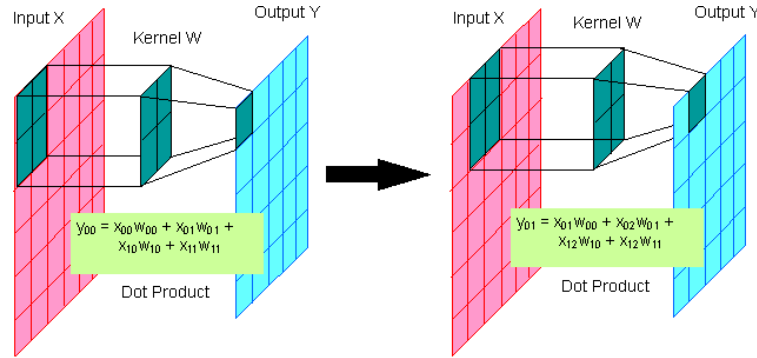 Input X
Kernel W
Output Y
y₀₀ = x₀₀w₀₀ + x₀₁w₀₁ +
x₁₀w₁₀ + x₁₁w₁₁
Dot Product
Input X
Kernel W
Output Y
y₀₁ = x₀₁w₀₀ + x₀₂w₀₁ +
x₁₂w₁₀ + x₁₂w₁₁
Dot Product